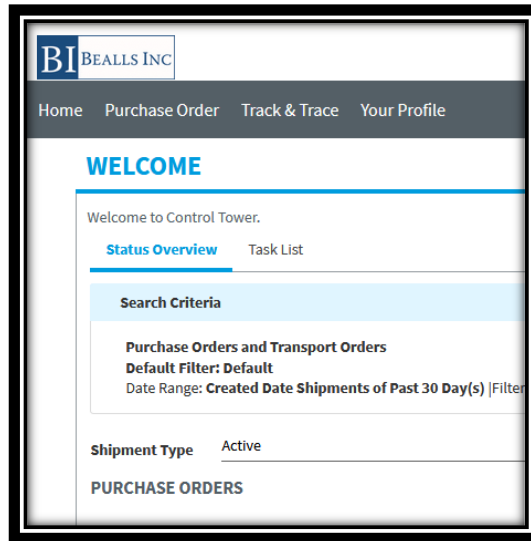 BI BEALLS INC
Home Purchase Order Track & Trace Your Profile
WELCOME
Welcome to Control Tower.
Status Overview Task List
Search Criteria
Purchase Orders and Transport Orders
Default Filter: Default
Date Range: Created Date Shipments of Past 30 Day(s) |Filter
Shipment Type Active
PURCHASE ORDERS